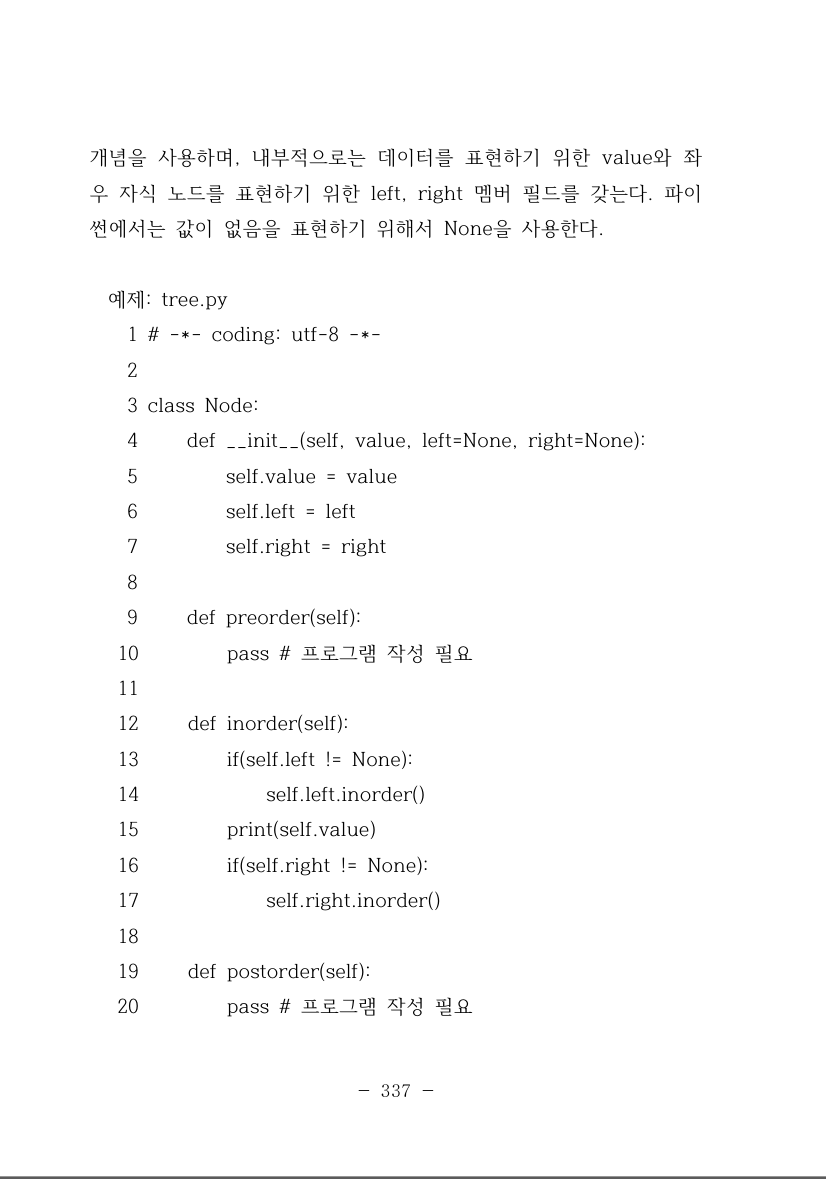 개념을 사용하며, 내부적으로는 데이터를 표현하기 위한 value와 좌
우 자식 노드를 표현하기 위한 left, right 멤버 필드를 갖는다. 파이
썬에서는 값이 없음을 표현하기 위해서 None을 사용한다.
예제: tree.py
1 # -*- coding: utf-8 -*-
2
3 class Node:
4     def __init__(self, value, left=None, right=None):
5         self.value = value
6         self.left = left
7         self.right = right
8
9     def preorder(self):
10         pass # 프로그램 작성 필요
11
12     def inorder(self):
13         if(self.left != None):
14             self.left.inorder()
15         print(self.value)
16         if(self.right != None):
17             self.right.inorder()
18
19     def postorder(self):
20         pass # 프로그램 작성 필요
- 337 -